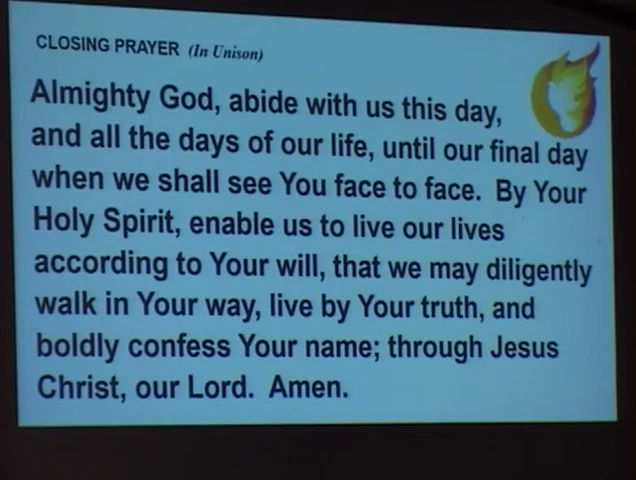 CLOSING PRAYER (In Unison)
Almighty God, abide with us this day,
and all the days of our life, until our final day
when we shall see You face to face. By Your
Holy Spirit, enable us to live our lives
according to Your will, that we may diligently
walk in Your way, live by Your truth, and
boldly confess Your name; through Jesus
Christ, our Lord. Amen.